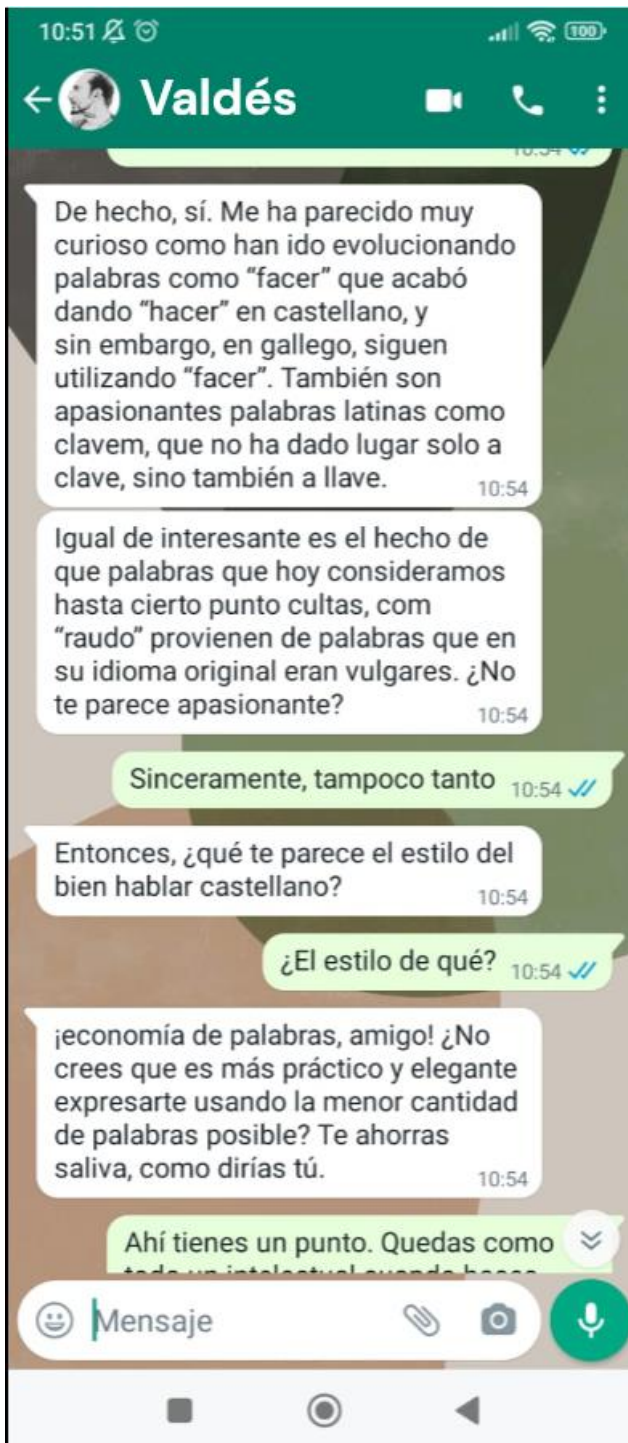 10:51 100
Valdés
10:54
De hecho, sí. Me ha parecido muy
curioso como han ido evolucionando
palabras como “facer” que acabó
dando “hacer” en castellano, y
sin embargo, en gallego, siguen
utilizando “facer”. También son
apasionantes palabras latinas como
clavem, que no ha dado lugar solo a
clave, sino también a llave.
10:54
Igual de interesante es el hecho de
que palabras que hoy consideramos
hasta cierto punto cultas, com
“raudo” provienen de palabras que en
su idioma original eran vulgares. ¿No
te parece apasionante?
10:54
Sinceramente, tampoco tanto 10:54
Entonces, ¿qué te parece el estilo del
bien hablar castellano?
10:54
¿El estilo de qué? 10:54
¡economía de palabras, amigo! ¿No
crees que es más práctico y elegante
expresarte usando la menor cantidad
de palabras posible? Te ahorras
saliva, como dirías tú.
10:54
Ahí tienes un punto. Quedas como
Mensaje